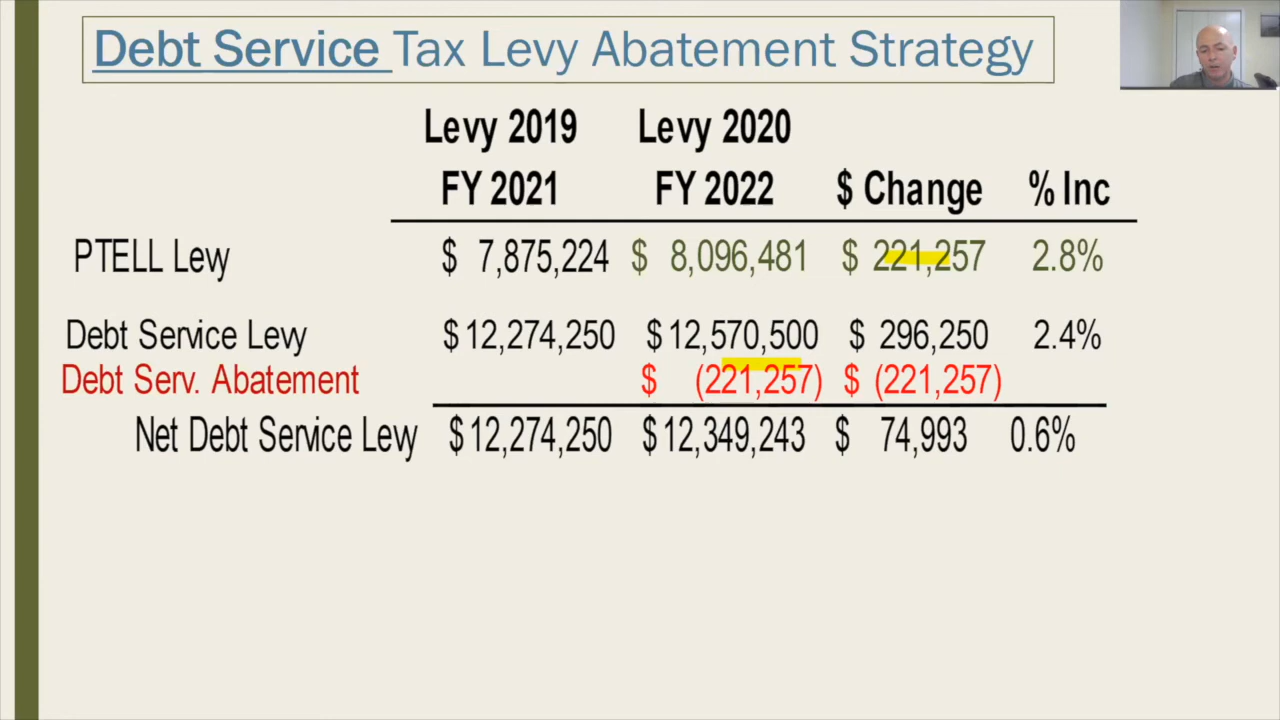 Debt Service Tax Levy Abatement Strategy
Levy 2019 Levy 2020
FY 2021 FY 2022 $ Change % Inc
PTELL Levy $ 7,875,224 $ 8,096,481 $ 221,257 2.8%
Debt Service Levy $ 12,274,250 $ 12,570,500 $ 296,250 2.4%
Debt Serv. Abatement $ (221,257) $ (221,257)
Net Debt Service Levy $ 12,274,250 $ 12,349,243 $ 74,993 0.6%